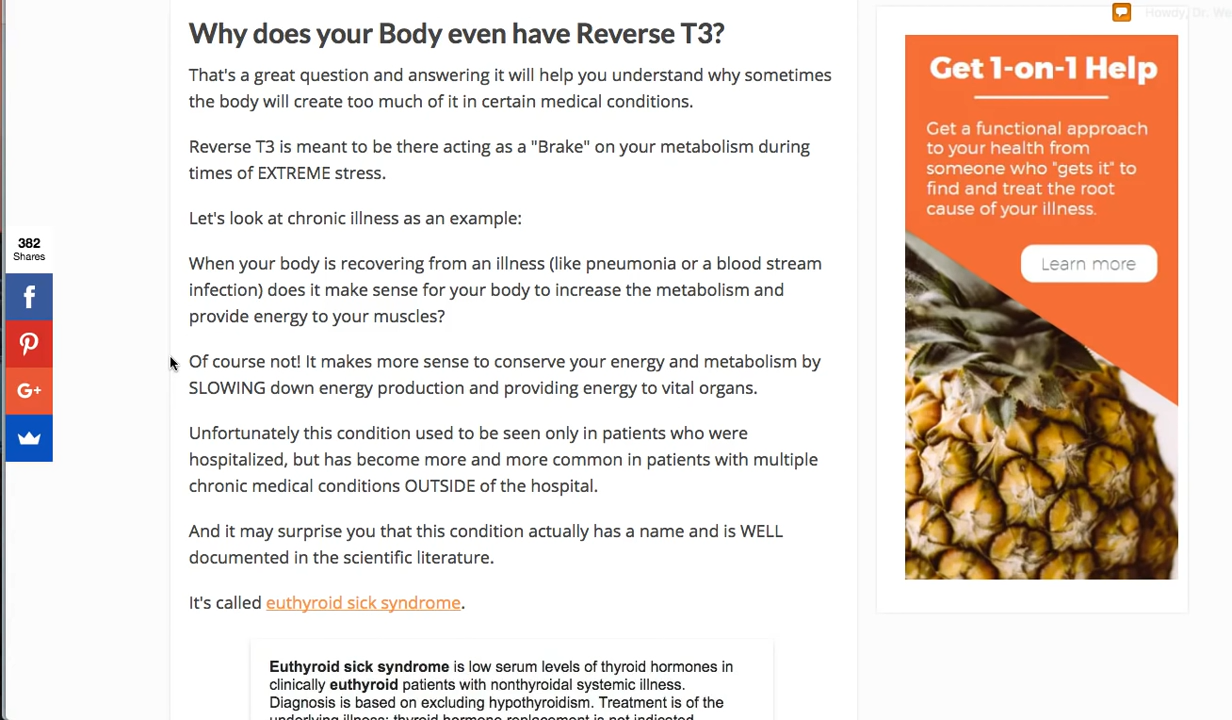 Howdy, Dr. We
Why does your Body even have Reverse T3?
That's a great question and answering it will help you understand why sometimes
the body will create too much of it in certain medical conditions.
Reverse T3 is meant to be there acting as a "Brake" on your metabolism during
times of EXTREME stress.
Let's look at chronic illness as an example:
When your body is recovering from an illness (like pneumonia or a blood stream
infection) does it make sense for your body to increase the metabolism and
provide energy to your muscles?
Of course not! It makes more sense to conserve your energy and metabolism by
SLOWING down energy production and providing energy to vital organs.
Unfortunately this condition used to be seen only in patients who were
hospitalized, but has become more and more common in patients with multiple
chronic medical conditions OUTSIDE of the hospital.
And it may surprise you that this condition actually has a name and is WELL
documented in the scientific literature.
It's called euthyroid sick syndrome.
Euthyroid sick syndrome is low serum levels of thyroid hormones in
clinically euthyroid patients with nonthyroidal systemic illness.
Diagnosis is based on excluding hypothyroidism. Treatment is of the
underlying illness; thyroid hormone replacement is not indicated
382
Shares
f
G+
Get 1-on-1 Help
Get a functional approach
to your health from
someone who "gets it" to
find and treat the root
cause of your illness.
Learn more